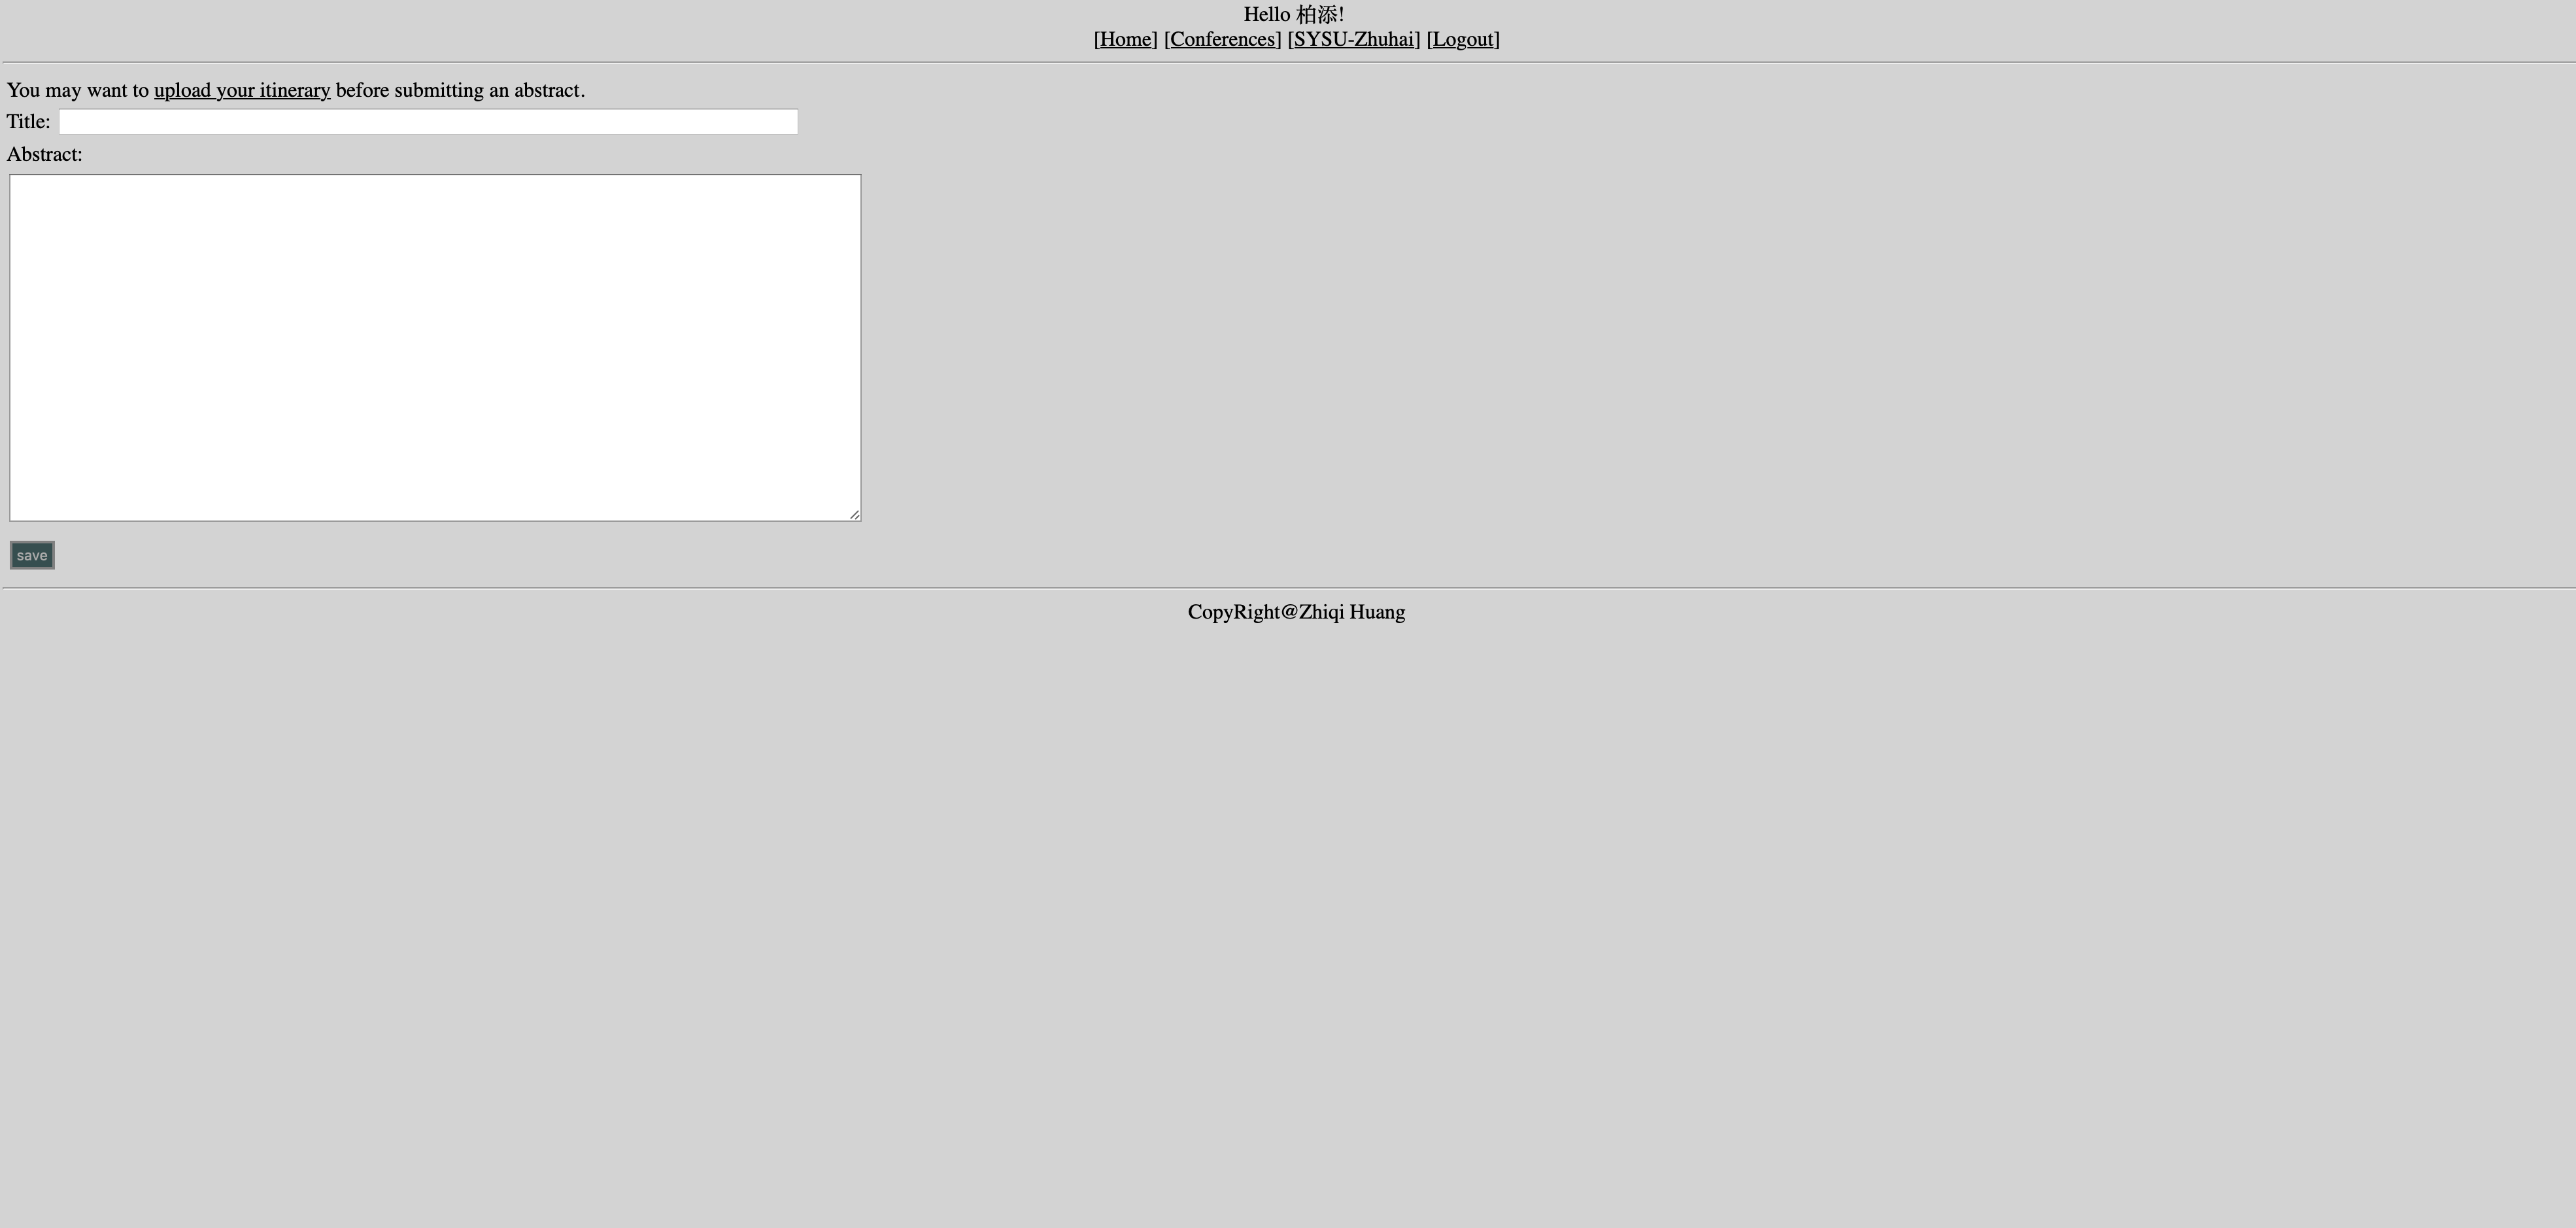 Hello 柏添!
[Home] [Conferences] [SYSU-Zhuhai] [Logout]
You may want to upload your itinerary before submitting an abstract.
Title:
Abstract:
save
CopyRight@Zhiqi Huang